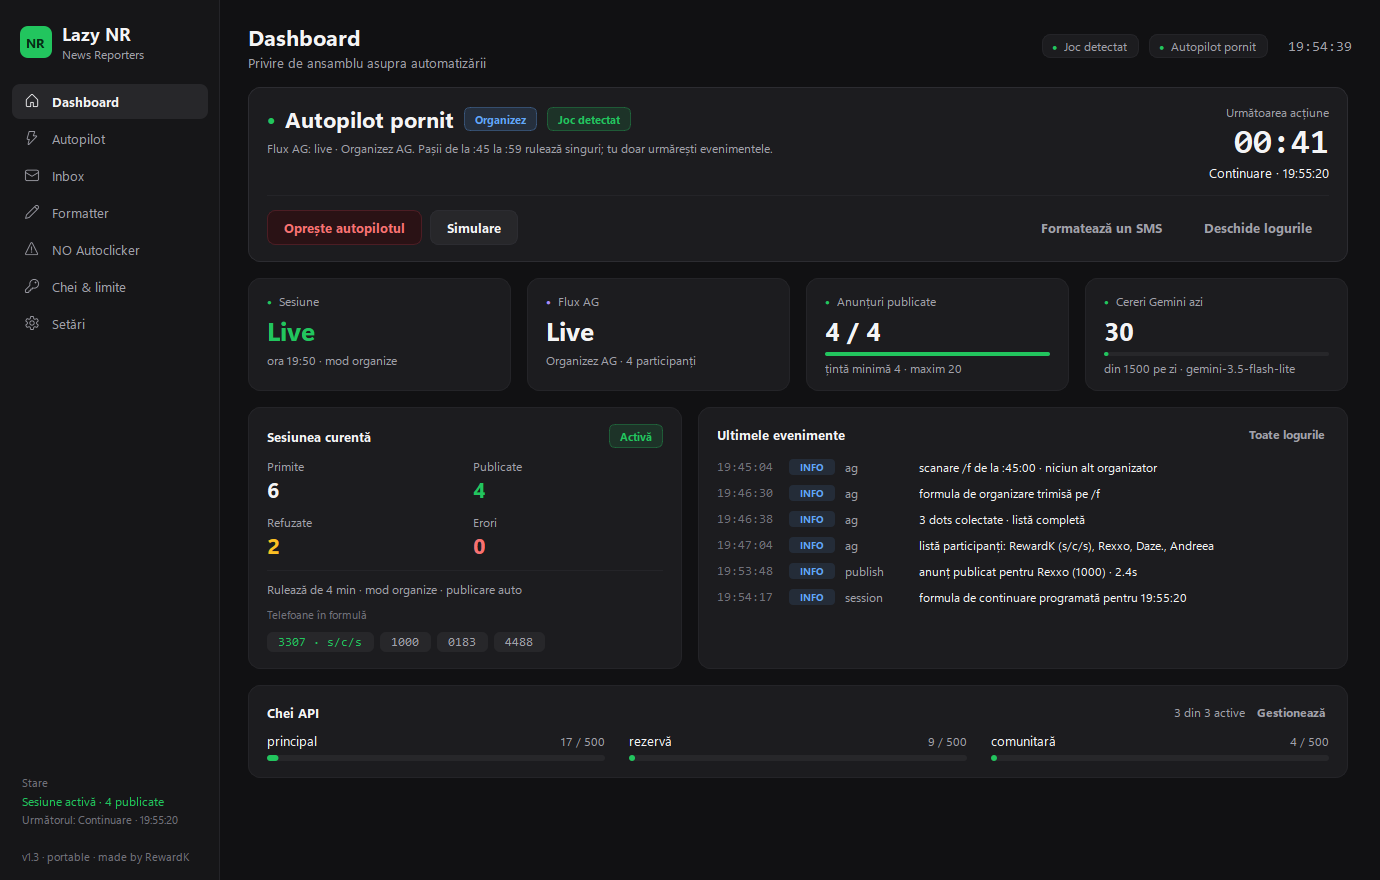 NR
Lazy NR
News Reporters
Dashboard
Autopilot
Inbox
Formatter
NO Autoclicker
Chei & limite
Setări
Stare
Sesiune activă · 4 publicate
Următorul: Continuare · 19:55:20
v1.3 · portable · made by RewardK
Dashboard
Privire de ansamblu asupra automatizării
Joc detectat
Autopilot pornit
19:54:39
Autopilot pornit
Organizez
Joc detectat
Flux AG: live · Organizez AG. Pașii de la :45 la :59 rulează singuri; tu doar urmărești evenimentele.
Următoarea acțiune
00:41
Continuare · 19:55:20
Oprește autopilotul
Simulare
Formatează un SMS
Deschide logurile
Sesiune
Live
ora 19:50 · mod organize
Flux AG
Live
Organizez AG · 4 participanți
Anunțuri publicate
4 / 4
țintă minimă 4 · maxim 20
Cereri Gemini azi
30
din 1500 pe zi · gemini-3.5-flash-lite
Sesiunea curentă
Activă
Primite
Publicate
6
4
Refuzate
Erori
2
0
Rulează de 4 min · mod organize · publicare auto
Telefoane în formulă
3307 · s/c/s
1000
0183
4488
Ultimele evenimente
Toate logurile
19:45:04 INFO ag scanare /f de la :45:00 · niciun alt organizator
19:46:30 INFO ag formula de organizare trimisă pe /f
19:46:38 INFO ag 3 dots colectate · listă completă
19:47:04 INFO ag listă participanți: RewardK (s/c/s), Rexxo, Daze., Andreea
19:53:48 INFO publish anunț publicat pentru Rexxo (1000) · 2.4s
19:54:17 INFO session formula de continuare programată pentru 19:55:20
Chei API
3 din 3 active
Gestionează
principal 17 / 500
rezervă 9 / 500
comunitară 4 / 500